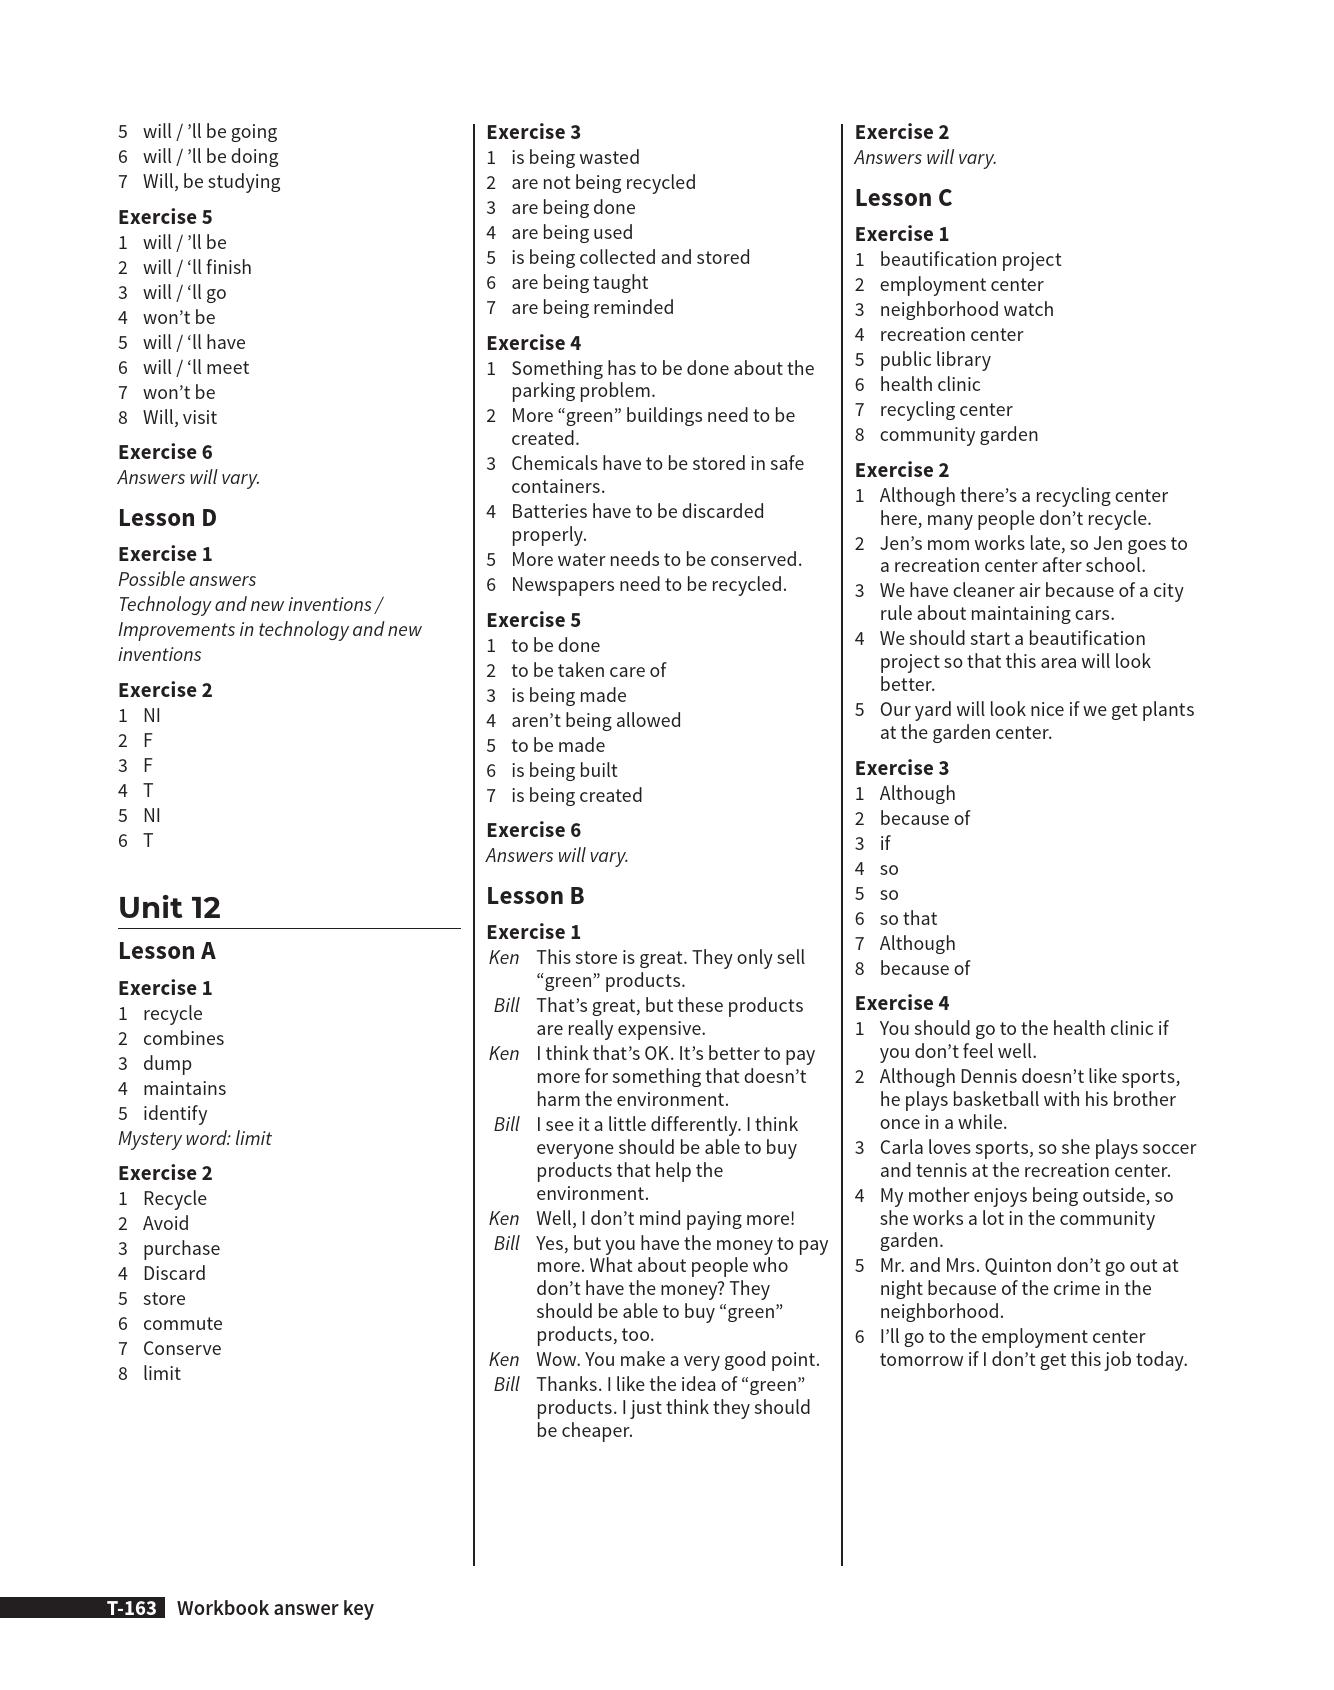 5 will / ’ll be going
6 will / ’ll be doing
7 Will, be studying
Exercise 5
1 will / ’ll be
2 will / ‘ll finish
3 will / ‘ll go
4 won’t be
5 will / ‘ll have
6 will / ‘ll meet
7 won’t be
8 Will, visit
Exercise 6
Answers will vary.
Lesson D
Exercise 1
Possible answers
Technology and new inventions /
Improvements in technology and new
inventions
Exercise 2
1 NI
2 F
3 F
4 T
5 NI
6 T
Unit 12
Lesson A
Exercise 1
1 recycle
2 combines
3 dump
4 maintains
5 identify
Mystery word: limit
Exercise 2
1 Recycle
2 Avoid
3 purchase
4 Discard
5 store
6 commute
7 Conserve
8 limit
Exercise 3
1 is being wasted
2 are not being recycled
3 are being done
4 are being used
5 is being collected and stored
6 are being taught
7 are being reminded
Exercise 4
1 Something has to be done about the
parking problem.
2 More “green” buildings need to be
created.
3 Chemicals have to be stored in safe
containers.
4 Batteries have to be discarded
properly.
5 More water needs to be conserved.
6 Newspapers need to be recycled.
Exercise 5
1 to be done
2 to be taken care of
3 is being made
4 aren’t being allowed
5 to be made
6 is being built
7 is being created
Exercise 6
Answers will vary.
Lesson B
Exercise 1
Ken This store is great. They only sell
“green” products.
Bill That’s great, but these products
are really expensive.
Ken I think that’s OK. It’s better to pay
more for something that doesn’t
harm the environment.
Bill I see it a little differently. I think
everyone should be able to buy
products that help the
environment.
Ken Well, I don’t mind paying more!
Bill Yes, but you have the money to pay
more. What about people who
don’t have the money? They
should be able to buy “green”
products, too.
Ken Wow. You make a very good point.
Bill Thanks. I like the idea of “green”
products. I just think they should
be cheaper.
Exercise 2
Answers will vary.
Lesson C
Exercise 1
1 beautification project
2 employment center
3 neighborhood watch
4 recreation center
5 public library
6 health clinic
7 recycling center
8 community garden
Exercise 2
1 Although there’s a recycling center
here, many people don’t recycle.
2 Jen’s mom works late, so Jen goes to
a recreation center after school.
3 We have cleaner air because of a city
rule about maintaining cars.
4 We should start a beautification
project so that this area will look
better.
5 Our yard will look nice if we get plants
at the garden center.
Exercise 3
1 Although
2 because of
3 if
4 so
5 so
6 so that
7 Although
8 because of
Exercise 4
1 You should go to the health clinic if
you don’t feel well.
2 Although Dennis doesn’t like sports,
he plays basketball with his brother
once in a while.
3 Carla loves sports, so she plays soccer
and tennis at the recreation center.
4 My mother enjoys being outside, so
she works a lot in the community
garden.
5 Mr. and Mrs. Quinton don’t go out at
night because of the crime in the
neighborhood.
6 I’ll go to the employment center
tomorrow if I don’t get this job today.
T-163 Workbook answer key